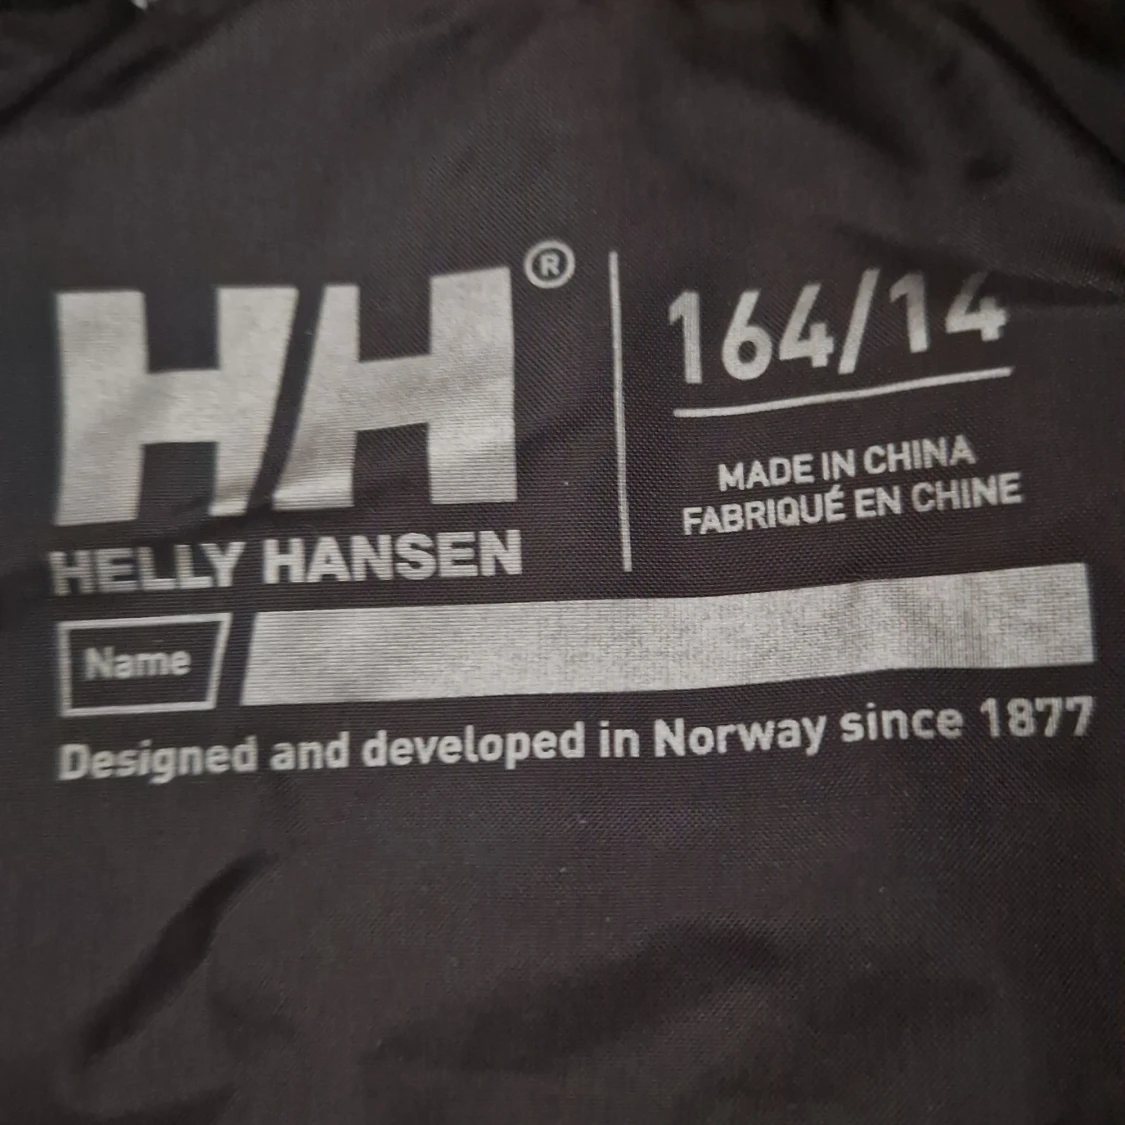 HH®
HELLY HANSEN
164/14
MADE IN CHINA
FABRIQUÉ EN CHINE
Name
Designed and developed in Norway since 1877